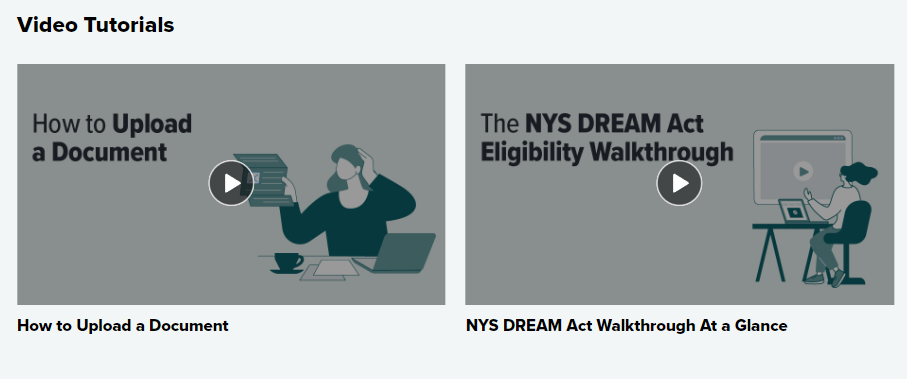 Video Tutorials
How to Upload
a Document
The NYS DREAM Act
Eligibility Walkthrough
How to Upload a Document
NYS DREAM Act Walkthrough At a Glance